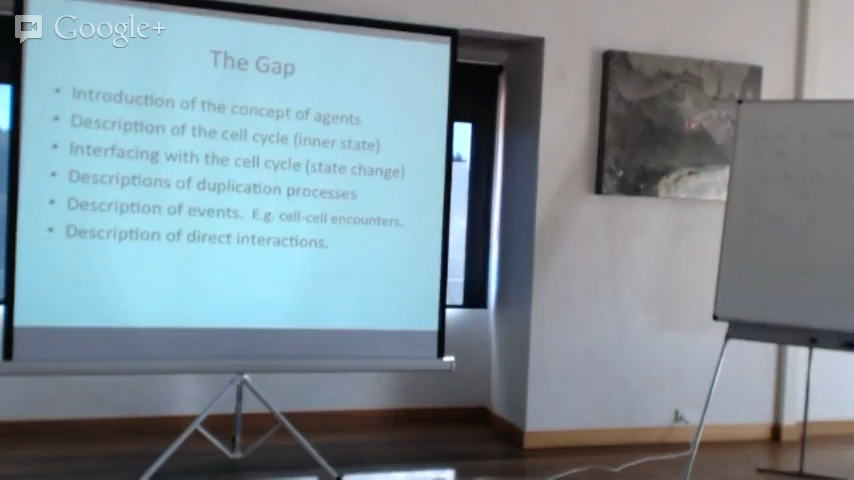 Google+
The Gap
• Introduction of the concept of agents
• Description of the cell cycle (inner state)
• Interfacing with the cell cycle (state change)
• Descriptions of duplication processes
• Description of events. E.g. cell-cell encounters.
• Description of direct interactions.